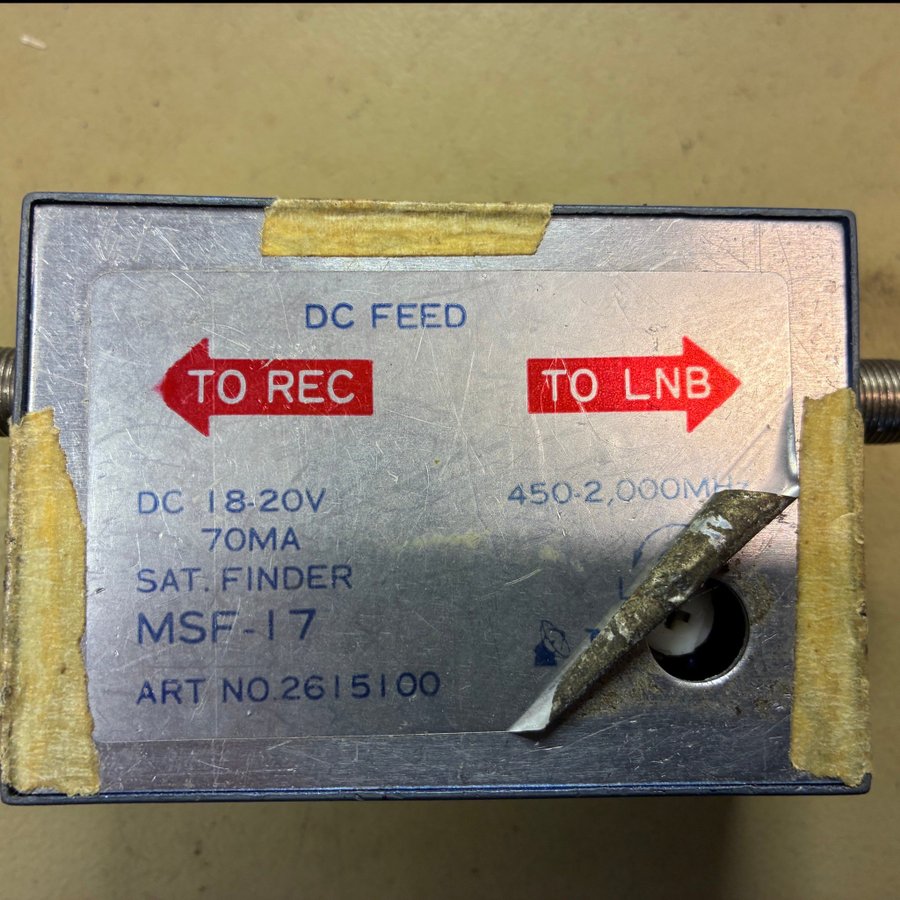 DC FEED
TO REC
TO LNB
DC 18-20V
450-2,000MHz
70MA
SAT. FINDER
MSF-17
ART NO.2615100